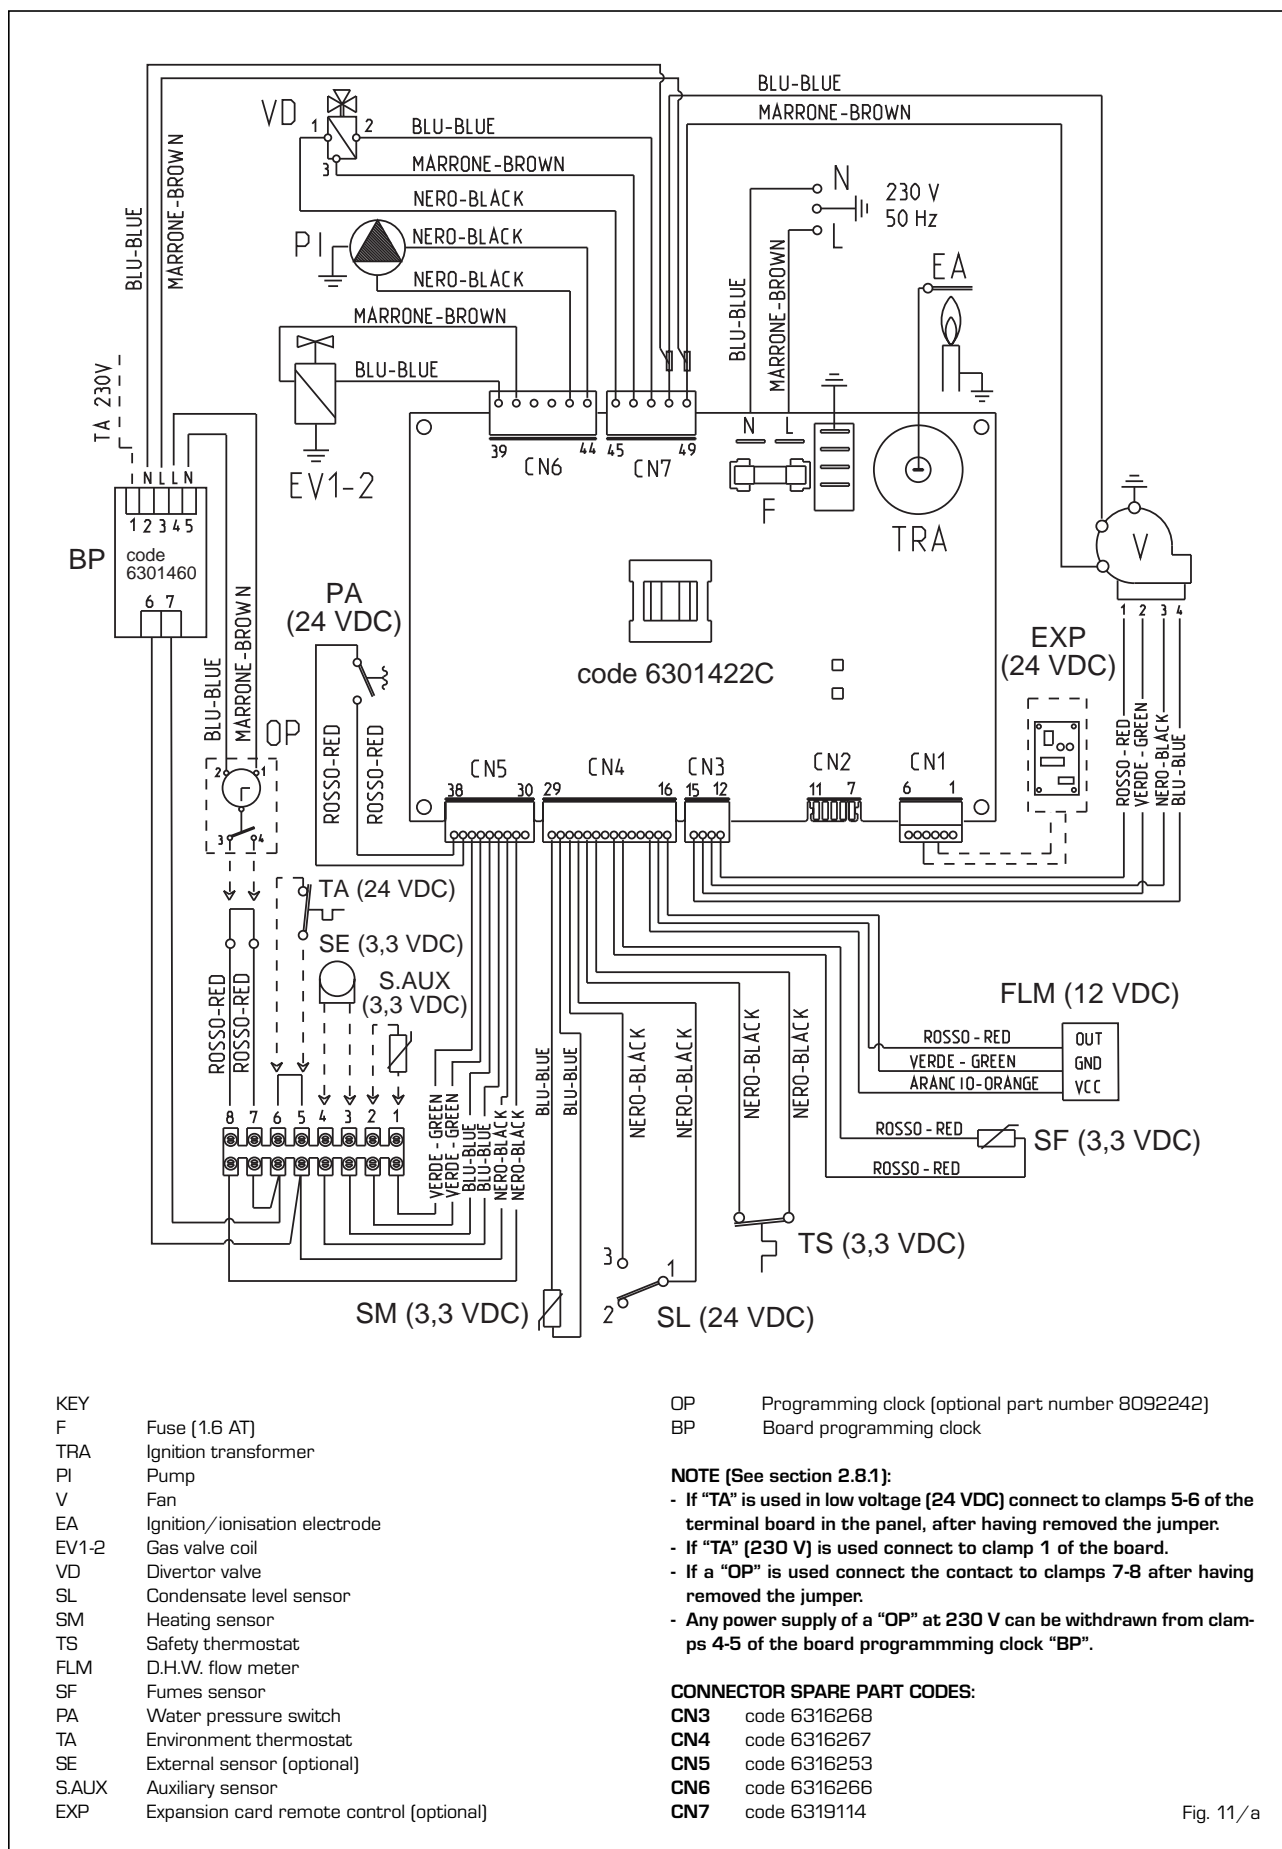 BLU-BLUE
MARRONE-BROWN
VD
1
2
3
BLU-BLUE
MARRONE-BROWN
NERO-BLACK
PI
NERO-BLACK
NERO-BLACK
MARRONE-BROWN
BLU-BLUE
EV1-2
BLU-BLUE
MARRONE-BROWN
N
L
230 V
50 Hz
BLU-BLUE
MARRONE-BROWN
EA
TA 230V
N L L N
1 2 3 4 5
BP
code
6301460
6 7
39
CN6
44
45
CN7
49
N L
F
TRA
V
1 2 3 4
PA
(24 VDC)
code 6301422C
EXP
(24 VDC)
BLU-BLUE
MARRONE-BROWN
OP
2
1
3
4
ROSSO-RED
ROSSO-RED
ROSSO-RED
VERDE-GREEN
NERO-BLACK
BLU-BLUE
CN5
38
30
CN4
29
16
CN3
15 12
CN2
11 7
CN1
6 1
TA (24 VDC)
SE (3,3 VDC)
S.AUX
(3,3 VDC)
ROSSO-RED
ROSSO-RED
8 7 6 5 4 3 2 1
VERDE - GREEN
VERDE - GREEN
BLU-BLUE
BLU-BLUE
NERO-BLACK
NERO-BLACK
BLU-BLUE
BLU-BLUE
NERO-BLACK
NERO-BLACK
NERO-BLACK
NERO-BLACK
FLM (12 VDC)
ROSSO - RED
OUT
VERDE - GREEN
GND
ARANCIO-ORANGE
VCC
ROSSO - RED
SF (3,3 VDC)
ROSSO - RED
TS (3,3 VDC)
3
1
2
SM (3,3 VDC)
SL (24 VDC)
KEY
F Fuse (1.6 AT)
TRA Ignition transformer
PI Pump
V Fan
EA Ignition/ionisation electrode
EV1-2 Gas valve coil
VD Divertor valve
SL Condensate level sensor
SM Heating sensor
TS Safety thermostat
FLM D.H.W. flow meter
SF Fumes sensor
PA Water pressure switch
TA Environment thermostat
SE External sensor (optional)
S.AUX Auxiliary sensor
EXP Expansion card remote control (optional)
OP Programming clock (optional part number 8092242)
BP Board programming clock
NOTE (See section 2.8.1):
- If “TA” is used in low voltage (24 VDC) connect to clamps 5-6 of the
terminal board in the panel, after having removed the jumper.
- If “TA” (230 V) is used connect to clamp 1 of the board.
- If a “OP” is used connect the contact to clamps 7-8 after having
removed the jumper.
- Any power supply of a “OP” at 230 V can be withdrawn from clam-
ps 4-5 of the board programmming clock “BP”.
CONNECTOR SPARE PART CODES:
CN3 code 6316268
CN4 code 6316267
CN5 code 6316253
CN6 code 6316266
CN7 code 6319114
Fig. 11/a